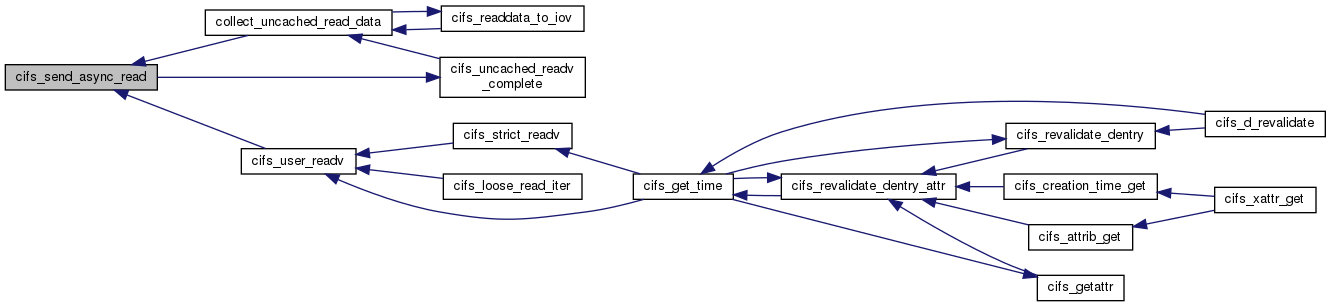 collect_uncached_read_data
cifs_readdata_to_iov
cifs_send_async_read
cifs_uncached_readv
_complete
cifs_user_readv
cifs_strict_readv
cifs_loose_read_iter
cifs_get_time
cifs_revalidate_dentry
cifs_d_revalidate
cifs_revalidate_dentry_attr
cifs_creation_time_get
cifs_xattr_get
cifs_attrib_get
cifs_getattr